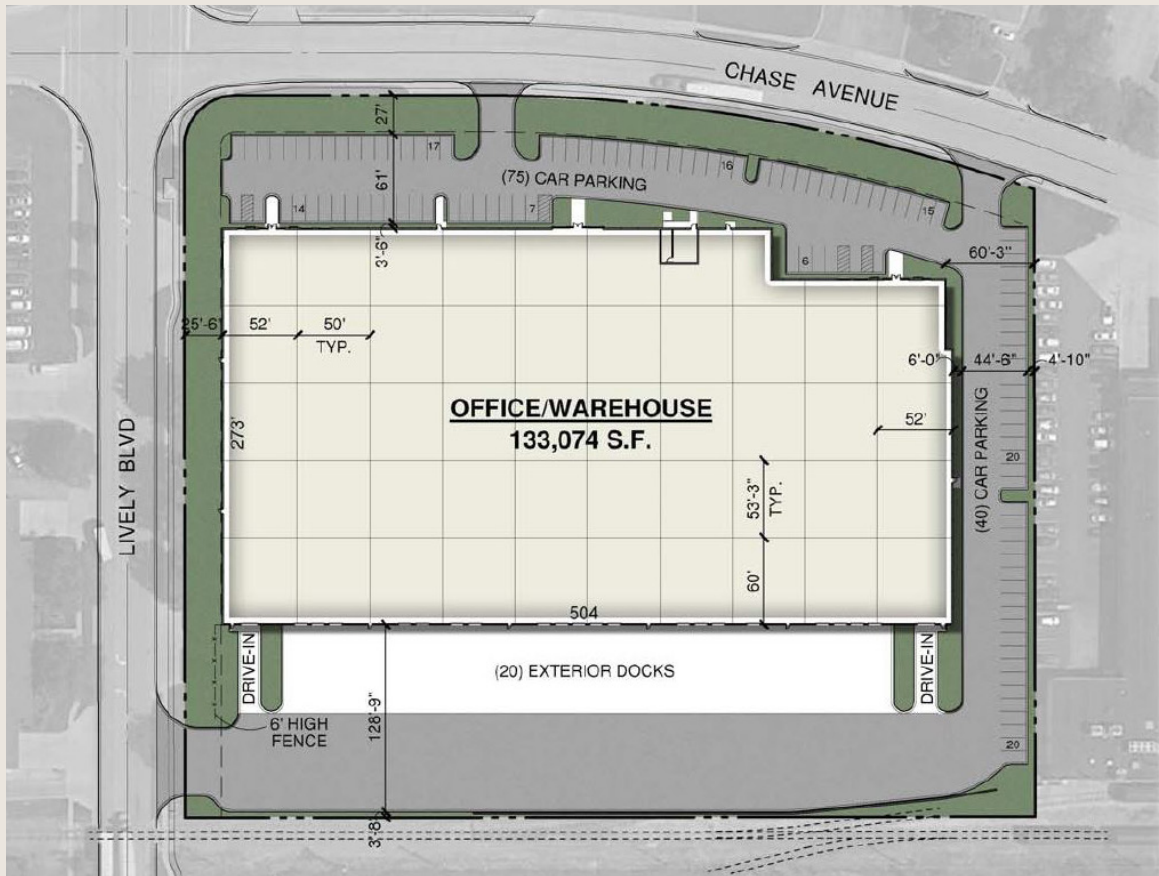 CHASE AVENUE
27'
17
16
(75) CAR PARKING
61'
14
7
15
3'-6"
6
60'-3"
25'-6"
52'
50'
TYP.
6'-0"
44'-6"
4'-10"
OFFICE/WAREHOUSE
133,074 S.F.
52'
273'
LIVELY BLVD
(40) CAR PARKING
20
53'-3"
TYP.
60'
504
DRIVE-IN
(20) EXTERIOR DOCKS
DRIVE-IN
6' HIGH
FENCE
128'-9"
20
3'-8"